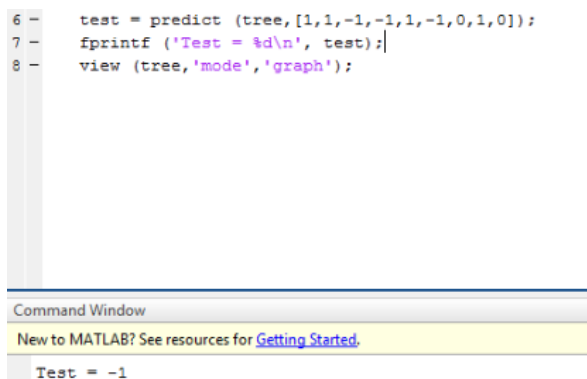 6 - test = predict (tree,[1,1,-1,-1,1,-1,0,1,0]);
7 - fprintf ('Test = %d\n', test);
8 - view (tree,'mode','graph');
Command Window
New to MATLAB? See resources for Getting Started.
Test = -1